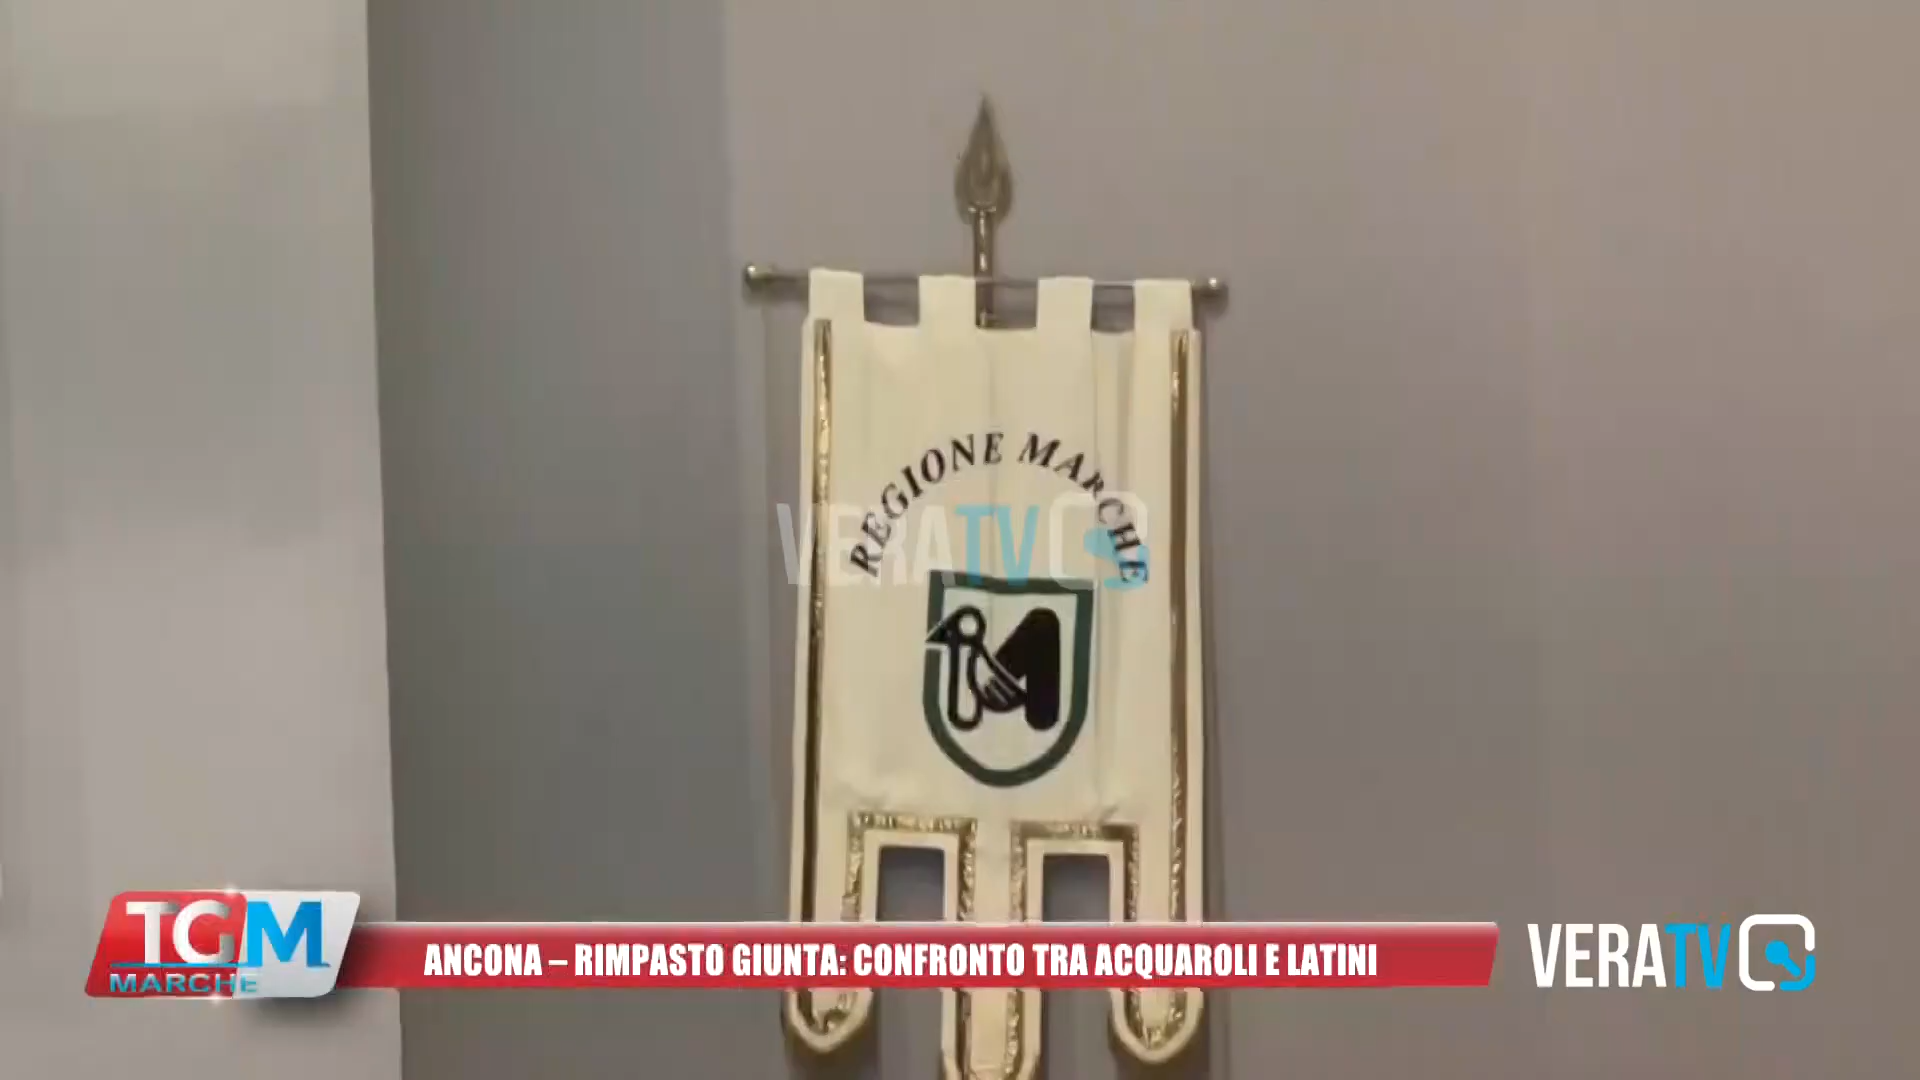 REGIONE MARCHE
VERATV
TGM
MARCHE
ANCONA – RIMPASTO GIUNTA: CONFRONTO TRA ACQUAROLI E LATINI
VERATV